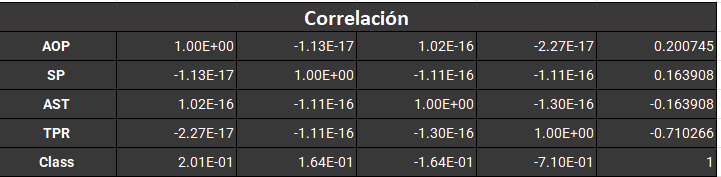 Correlación
AOP 1.00E+00 -1.13E-17 1.02E-16 -2.27E-17 0.200745
SP -1.13E-17 1.00E+00 -1.11E-16 -1.11E-16 0.163908
AST 1.02E-16 -1.11E-16 1.00E+00 -1.30E-16 -0.163908
TPR -2.27E-17 -1.11E-16 -1.30E-16 1.00E+00 -0.710266
Class 2.01E-01 1.64E-01 -1.64E-01 -7.10E-01 1